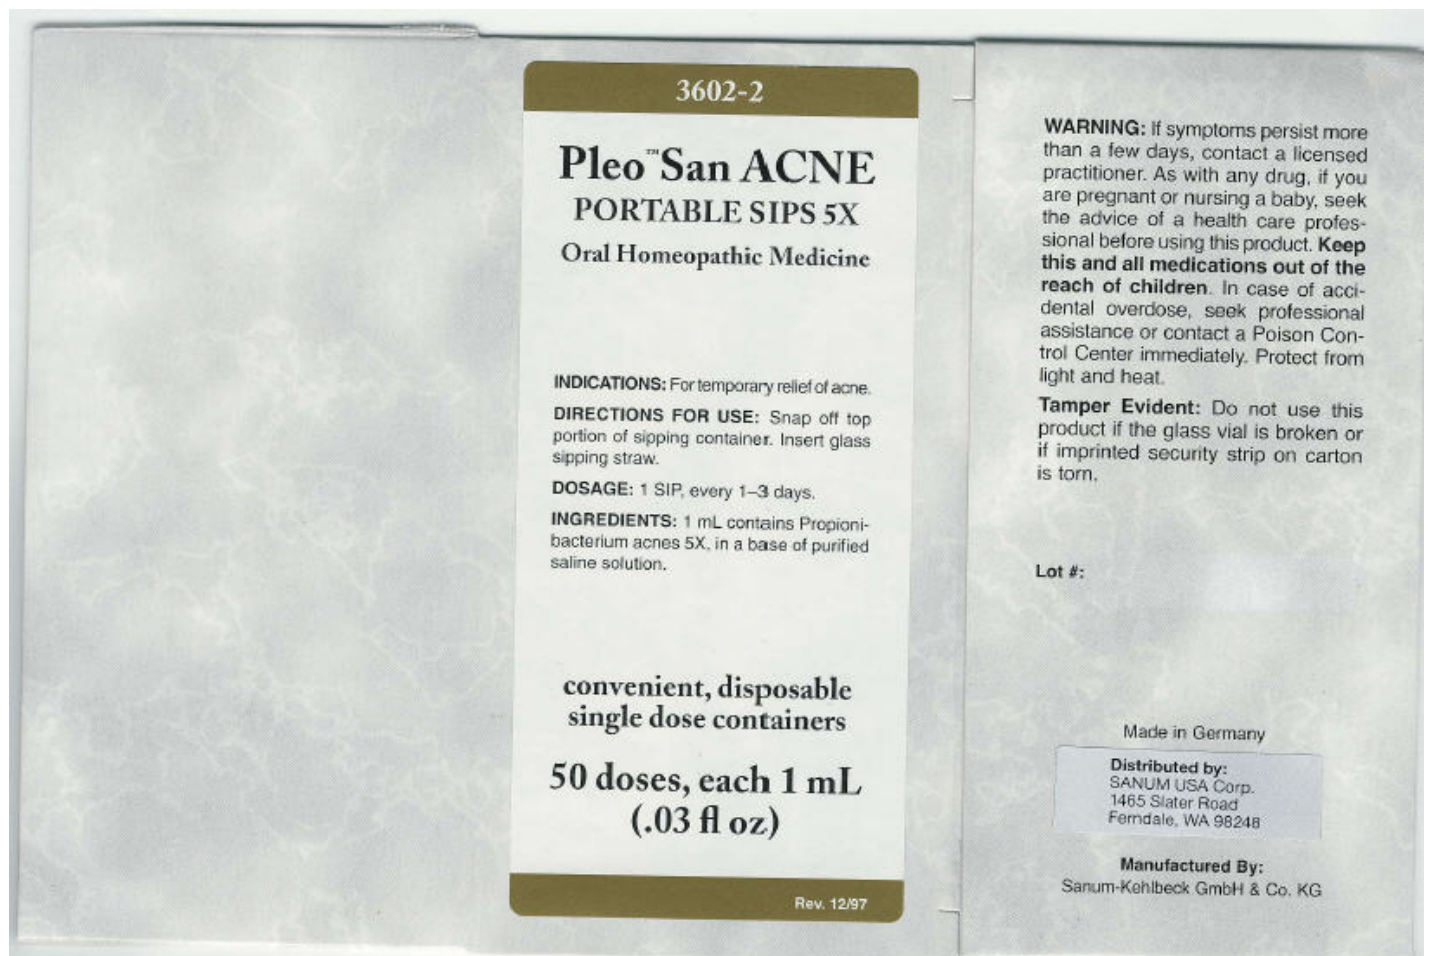 3602-2
Pleo™San ACNE
PORTABLE SIPS 5X
Oral Homeopathic Medicine
INDICATIONS: For temporary relief of acne.
DIRECTIONS FOR USE: Snap off top
portion of sipping container. Insert glass
sipping straw.
DOSAGE: 1 SIP, every 1–3 days.
INGREDIENTS: 1 mL contains Propioni-
bacterium acnes 5X, in a base of purified
saline solution.
convenient, disposable
single dose containers
50 doses, each 1 mL
(.03 fl oz)
Rev. 12/97
WARNING: If symptoms persist more
than a few days, contact a licensed
practitioner. As with any drug, if you
are pregnant or nursing a baby, seek
the advice of a health care profes-
sional before using this product. Keep
this and all medications out of the
reach of children. In case of acci-
dental overdose, seek professional
assistance or contact a Poison Con-
trol Center immediately. Protect from
light and heat.
Tamper Evident: Do not use this
product if the glass vial is broken or
if imprinted security strip on carton
is torn.
Lot #:
Made in Germany
Distributed by:
SANUM USA Corp.
1465 Slater Road
Ferndale, WA 98248
Manufactured By:
Sanum-Kehlbeck GmbH & Co. KG